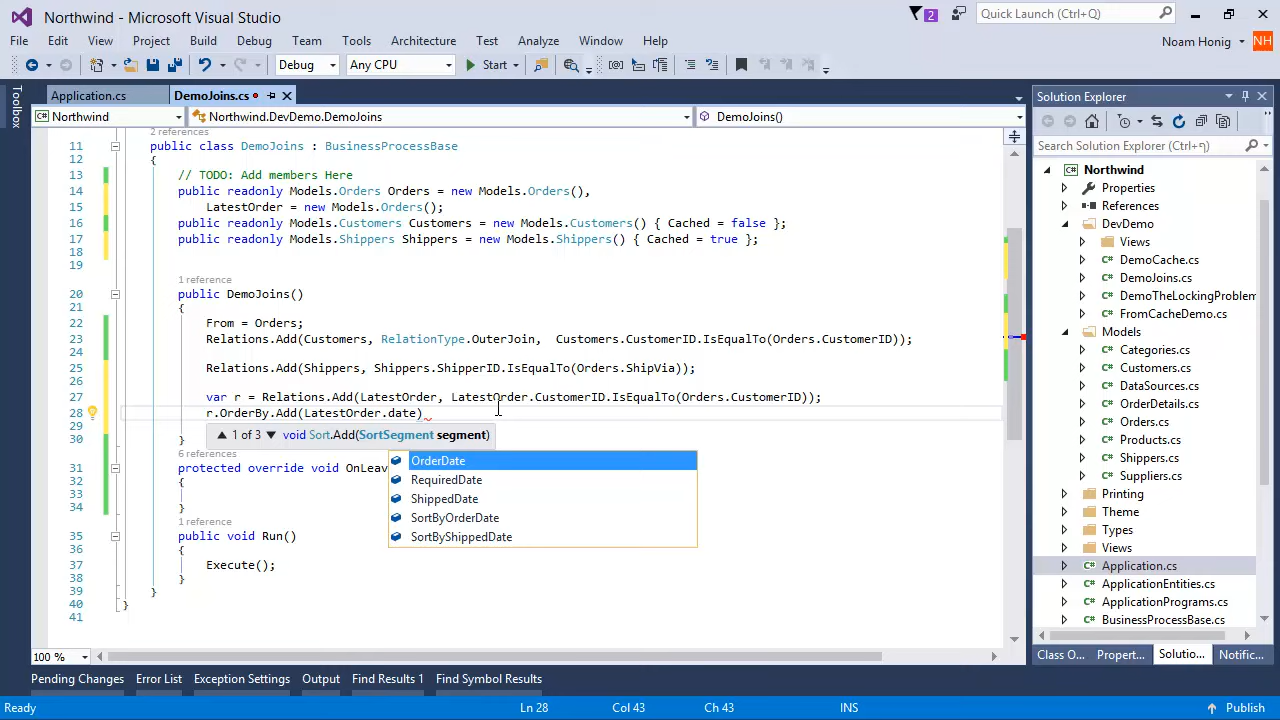 Northwind - Microsoft Visual Studio
2
Quick Launch (Ctrl+Q)
File Edit View Project Build Debug Team Tools Architecture Test Analyze Window Help
Noam Honig NH
Debug Any CPU Start
Toolbox
Application.cs DemoJoins.cs
Northwind Northwind.DevDemo.DemoJoins DemoJoins()
2 references
11 public class DemoJoins : BusinessProcessBase
12 {
13 // TODO: Add members Here
14 public readonly Models.Orders Orders = new Models.Orders(),
15 LatestOrder = new Models.Orders();
16 public readonly Models.Customers Customers = new Models.Customers() { Cached = false };
17 public readonly Models.Shippers Shippers = new Models.Shippers() { Cached = true };
18
19
1 reference
20 public DemoJoins()
21 {
22 From = Orders;
23 Relations.Add(Customers, RelationType.OuterJoin, Customers.CustomerID.IsEqualTo(Orders.CustomerID));
24
25 Relations.Add(Shippers, Shippers.ShipperID.IsEqualTo(Orders.ShipVia));
26
27 var r = Relations.Add(LatestOrder, LatestOrder.CustomerID.IsEqualTo(Orders.CustomerID));
28 r.OrderBy.Add(LatestOrder.date)
29
1 of 3 void Sort.Add(SortSegment segment)
30 }
6 references
OrderDate
31 protected override void OnLeav
RequiredDate
32 {
33
ShippedDate
34 }
SortByOrderDate
1 reference
35 public void Run()
SortByShippedDate
36 {
37 Execute();
38 }
39 }
40 }
41
100 %
Solution Explorer
Search Solution Explorer (Ctrl+ק)
Northwind
Properties
References
DevDemo
Views
DemoCache.cs
DemoJoins.cs
DemoTheLockingProblem
FromCacheDemo.cs
Models
Categories.cs
Customers.cs
DataSources.cs
OrderDetails.cs
Orders.cs
Products.cs
Shippers.cs
Suppliers.cs
Printing
Theme
Types
Views
Application.cs
ApplicationEntities.cs
ApplicationPrograms.cs
BusinessProcessBase.cs
Class O... Propert... Solutio... Notific...
Pending Changes Error List Exception Settings Output Find Results 1 Find Symbol Results
Ready Ln 28 Col 43 Ch 43 INS Publish